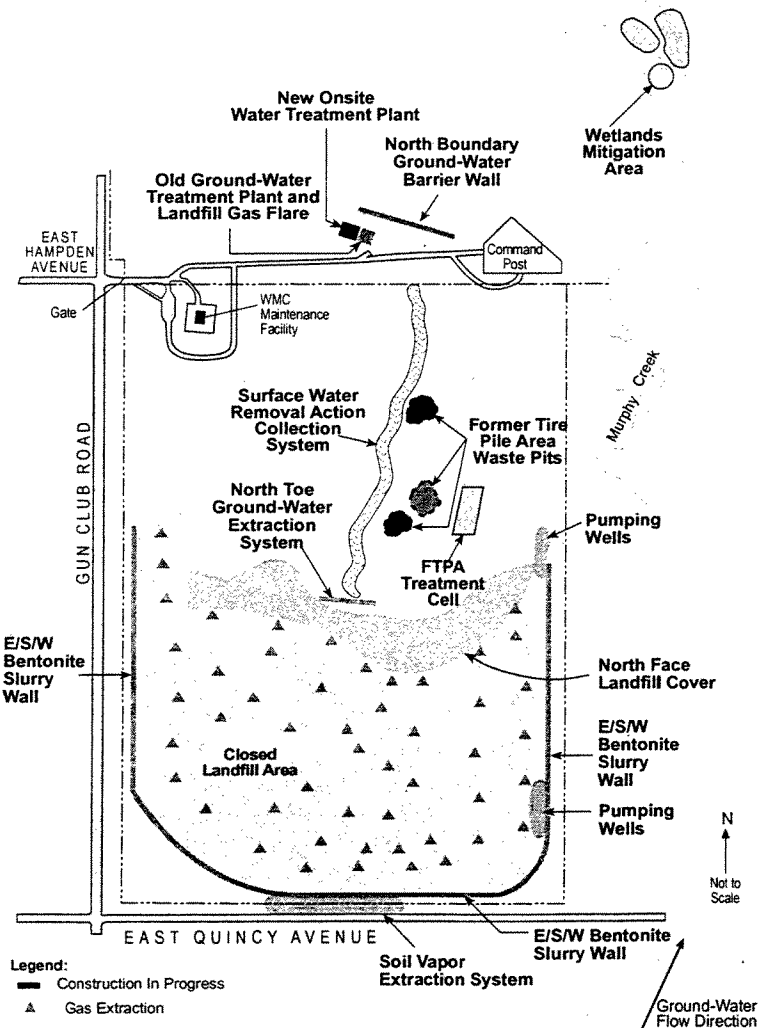 New Onsite
Water Treatment Plant
North Boundary
Ground-Water
Barrier Wall
Wetlands
Mitigation
Area
Old Ground-Water
Treatment Plant and
Landfill Gas Flare
EAST
HAMPDEN
AVENUE
Command
Post
Gate
WMC
Maintenance
Facility
Murphy Creek
Surface Water
Removal Action
Collection
System
Former Tire
Pile Area
Waste Pits
GUN CLUB ROAD
North Toe
Ground-Water
Extraction
System
Pumping
Wells
FTPA
Treatment
Cell
E/S/W
Bentonite
Slurry
Wall
North Face
Landfill Cover
E/S/W
Bentonite
Slurry
Wall
Closed
Landfill Area
Pumping
Wells
N
Not to
Scale
EAST QUINCY AVENUE
E/S/W Bentonite
Slurry Wall
Soil Vapor
Extraction System
Legend:
Construction In Progress
Gas Extraction
Ground-Water
Flow Direction